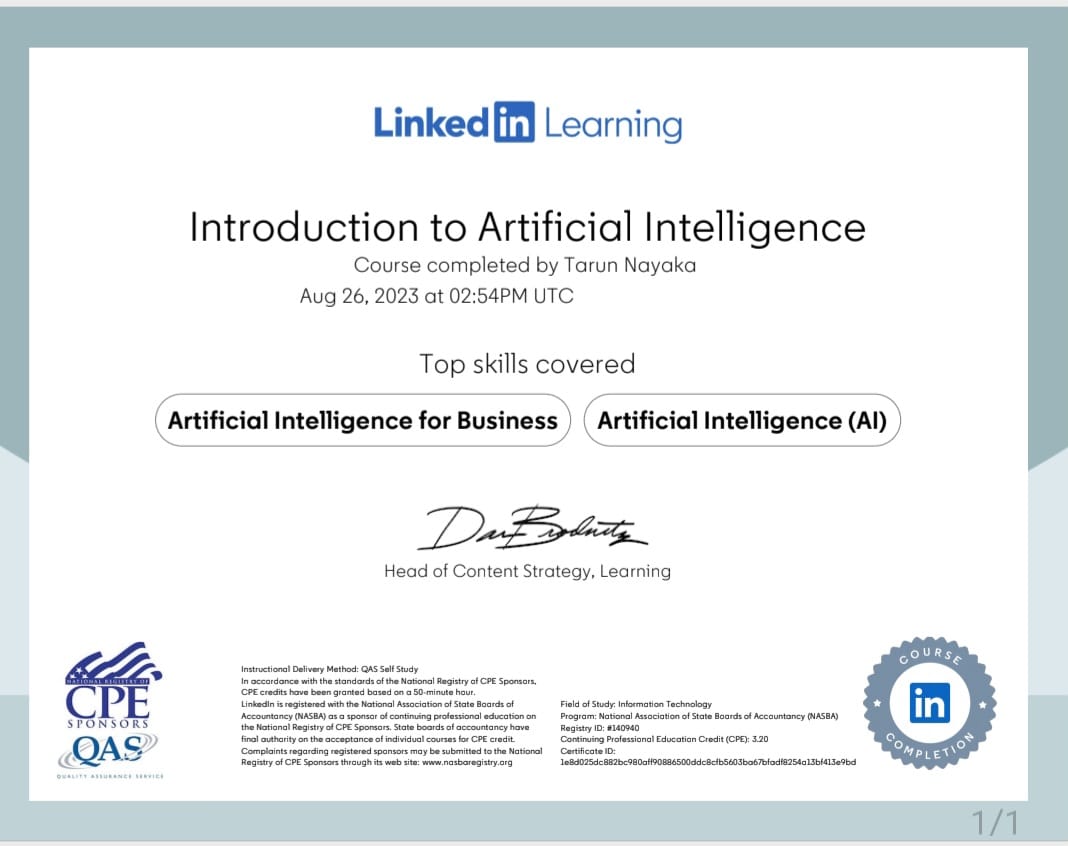 Linked in Learning
Introduction to Artificial Intelligence
Course completed by Tarun Nayaka
Aug 26, 2023 at 02:54PM UTC
Top skills covered
Artificial Intelligence for Business
Artificial Intelligence (AI)
Head of Content Strategy, Learning
NATIONAL REGISTRY OF
CPE
SPONSORS
QAS
QUALITY ASSURANCE SERVICE
Instructional Delivery Method: QAS Self Study
In accordance with the standards of the National Registry of CPE Sponsors,
CPE credits have been granted based on a 50-minute hour.
LinkedIn is registered with the National Association of State Boards of
Accountancy (NASBA) as a sponsor of continuing professional education on
the National Registry of CPE Sponsors. State boards of accountancy have
final authority on the acceptance of individual courses for CPE credit.
Complaints regarding registered sponsors may be submitted to the National
Registry of CPE Sponsors through its web site: www.nasbaregistry.org
Field of Study: Information Technology
Program: National Association of State Boards of Accountancy (NASBA)
Registry ID: #140940
Continuing Professional Education Credit (CPE): 3.20
Certificate ID:
1e8d025dc882bc980aff90886500ddc8cfb5603ba67bfadf8254a13bf413e9bd
COURSE
in
COMPLETION
1/1